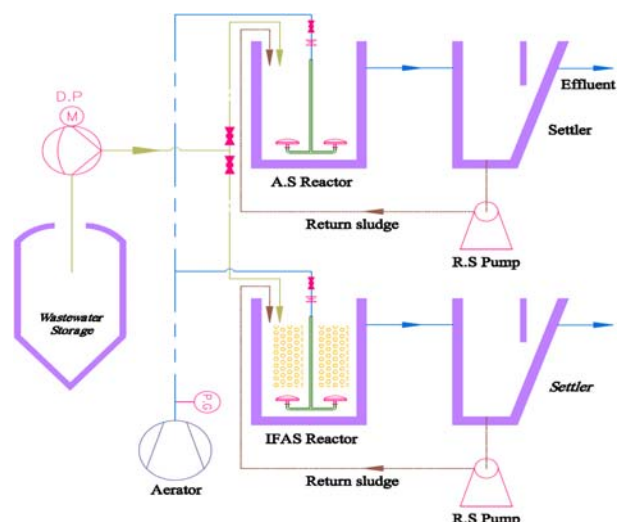 D.P
M
Effluent
Settler
A.S Reactor
Return sludge
R.S Pump
Wastewater
Storage
P.G
Settler
IFAS Reactor
Aerator
Return sludge
R.S Pump